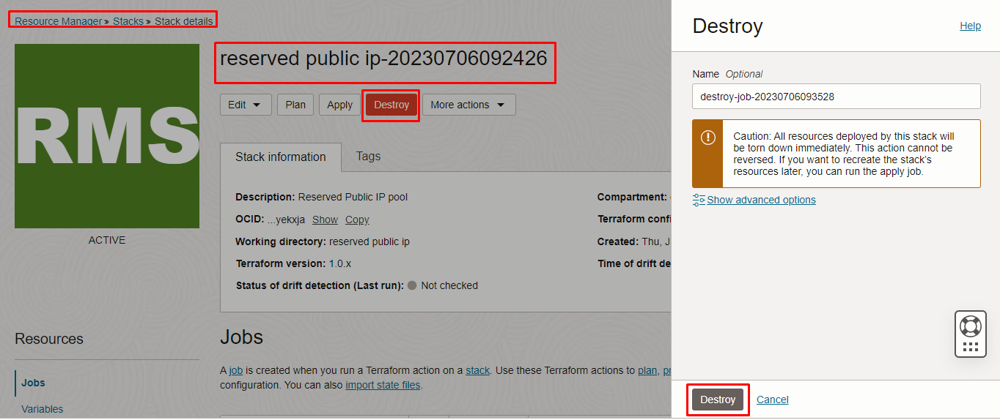 Resource Manager » Stacks » Stack details
RMS
ACTIVE
reserved public ip-20230706092426
Edit Plan Apply Destroy More actions
Stack information Tags
Description: Reserved Public IP pool
OCID: ...yekxja Show Copy
Working directory: reserved public ip
Terraform version: 1.0.x
Status of drift detection (Last run): Not checked
Compartment:
Terraform confi
Created: Thu, J
Time of drift de
Resources
Jobs
Variables
Jobs
A job is created when you run a Terraform action on a stack. Use these Terraform actions to plan, pr
configuration. You can also import state files.
Destroy
Help
Name Optional
destroy-job-20230706093528
Caution: All resources deployed by this stack will
be torn down immediately. This action cannot be
reversed. If you want to recreate the stack's
resources later, you can run the apply job.
Show advanced options
Destroy Cancel